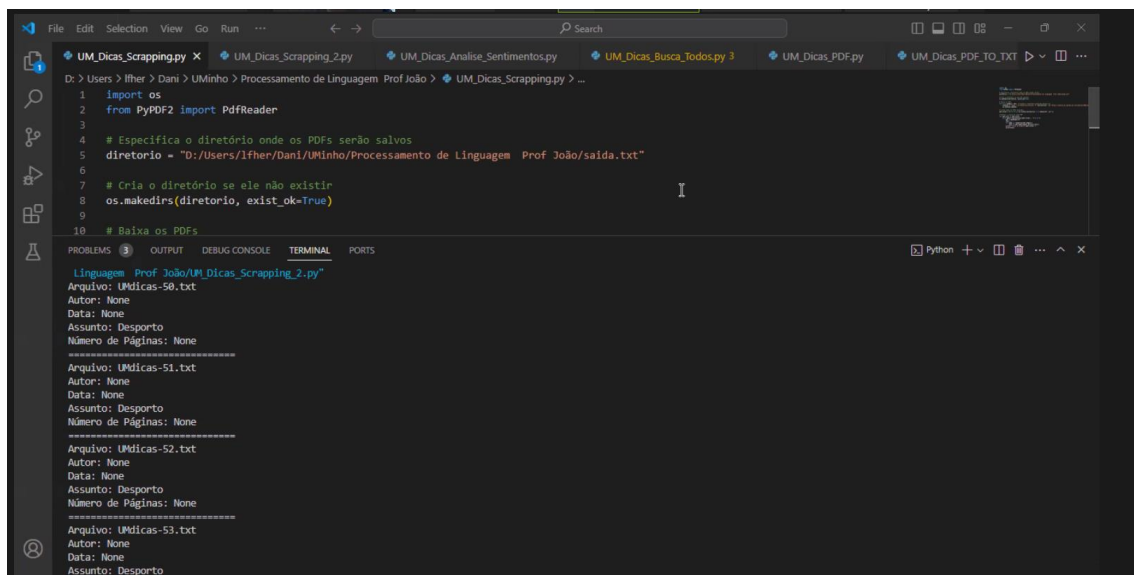 File Edit Selection View Go Run ··· Search
UM_Dicas_Scrapping.py UM_Dicas_Scrapping_2.py UM_Dicas_Analise_Sentimentos.py UM_Dicas_Busca_Todos.py 3 UM_Dicas_PDF.py UM_Dicas_PDF_TO_TXT
D: > Users > lfher > Dani > UMinho > Processamento de Linguagem Prof João > UM_Dicas_Scrapping.py > ...
1 import os
2 from PyPDF2 import PdfReader
3
4 # Especifica o diretório onde os PDFs serão salvos
5 diretorio = "D:/Users/lfher/Dani/UMinho/Processamento de Linguagem  Prof João/saida.txt"
6
7 # Cria o diretório se ele não existir
8 os.makedirs(diretorio, exist_ok=True)
9
10 # Baixa os PDFs
PROBLEMS 3 OUTPUT DEBUG CONSOLE TERMINAL PORTS Python
Linguagem  Prof João/UM_Dicas_Scrapping_2.py"
Arquivo: UMdicas-50.txt
Autor: None
Data: None
Assunto: Desporto
Número de Páginas: None
==============================
Arquivo: UMdicas-51.txt
Autor: None
Data: None
Assunto: Desporto
Número de Páginas: None
==============================
Arquivo: UMdicas-52.txt
Autor: None
Data: None
Assunto: Desporto
Número de Páginas: None
==============================
Arquivo: UMdicas-53.txt
Autor: None
Data: None
Assunto: Desporto